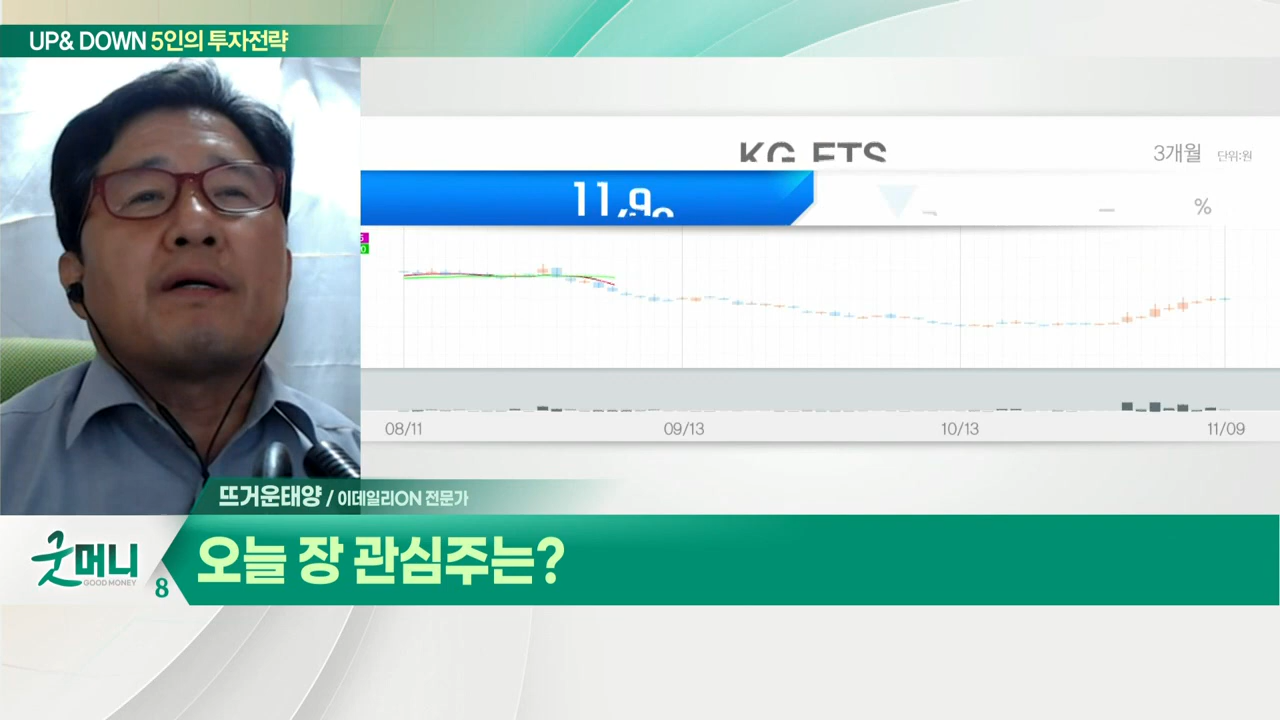 UP& DOWN 5인의 투자전략
KG ETS
3개월 단위:원
%
08/11
09/13
10/13
11/09
뜨거운태양 / 이데일리ON 전문가
굿머니
GOOD MONEY
8
오늘 장 관심주는?